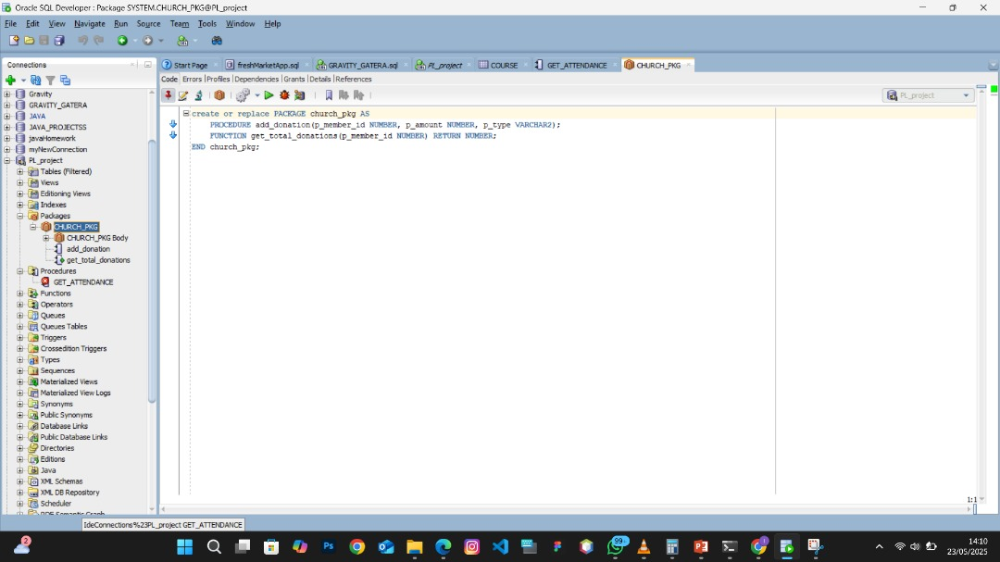 Oracle SQL Developer : Package SYSTEM.CHURCH_PKG@PL_project
File Edit View Navigate Run Source Team Tools Window Help
Connections
Start Page freshMarketApp.sql GRAVITY_GATERA.sql PL_project COURSE GET_ATTENDANCE CHURCH_PKG
Code Errors Profiles Dependencies Grants Details References
PL_project
Gravity
GRAVITY_GATERA
JAVA
JAVA_PROJECTSS
javaHomework
myNewConnection
PL_project
Tables (Filtered)
Views
Editioning Views
Indexes
Packages
CHURCH_PKG
CHURCH_PKG Body
add_donation
get_total_donations
Procedures
GET_ATTENDANCE
Functions
Operators
Queues
Queues Tables
Triggers
Crossedition Triggers
Types
Sequences
Materialized Views
Materialized View Logs
Synonyms
Public Synonyms
Database Links
Public Database Links
Directories
Editions
Java
XML Schemas
XML DB Repository
Scheduler
create or replace PACKAGE church_pkg AS
PROCEDURE add_donation(p_member_id NUMBER, p_amount NUMBER, p_type VARCHAR2);
FUNCTION get_total_donations(p_member_id NUMBER) RETURN NUMBER;
END church_pkg;
1:1
IdeConnections%23PL_project GET_ATTENDANCE
2
Ps
99+
14:10
23/05/2025